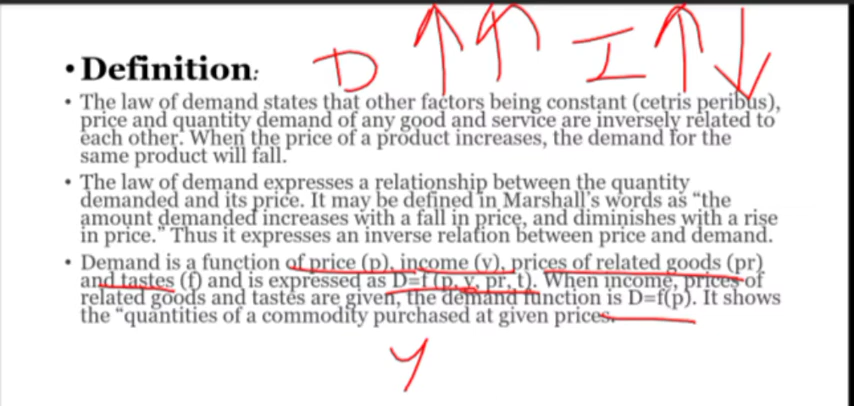 • Definition:
D ↑ ↑ I ↑ ↓
• The law of demand states that other factors being constant (cetris peribus),
price and quantity demand of any good and service are inversely related to
each other. When the price of a product increases, the demand for the
same product will fall.
• The law of demand expresses a relationship between the quantity
demanded and its price. It may be defined in Marshall's words as “the
amount demanded increases with a fall in price, and diminishes with a rise
in price.” Thus it expresses an inverse relation between price and demand.
• Demand is a function of price (p), income (y), prices of related goods (pr)
and tastes (f) and is expressed as D=f (p, y, pr, t). When income, prices of
related goods and tastes are given, the demand function is D=f(p). It shows
the “quantities of a commodity purchased at given prices.
y